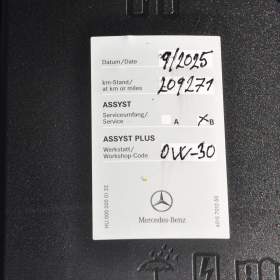 Datum/Date 9/2025
km-Stand/
at km or miles 209271
ASSYST
Serviceumfang/
Service A X B
ASSYST PLUS
Werkstatt/
Workshop-Code 0W-30
Mercedes-Benz